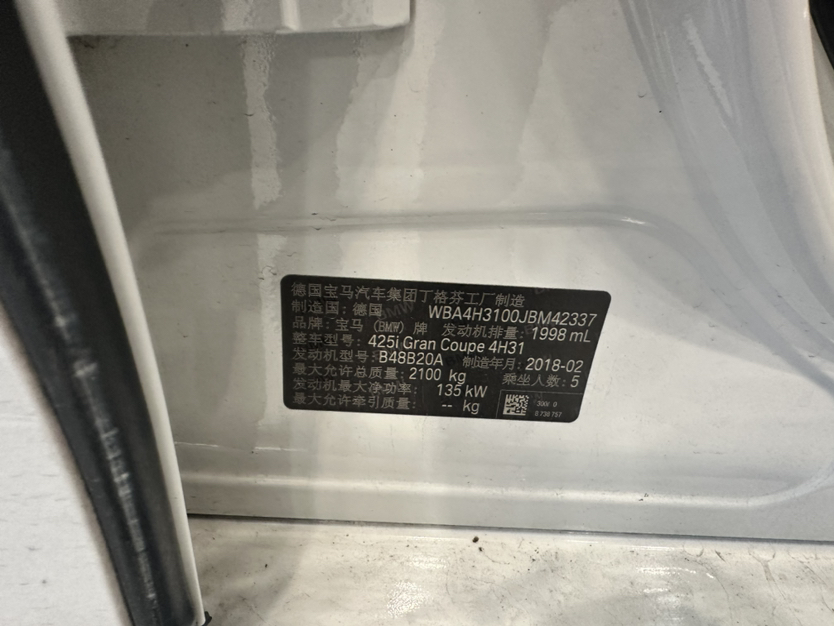 德国宝马汽车集团丁格芬工厂制造
制造国: 德国 WBA4H3100JBM42337
品牌: 宝马 (BMW) 牌 发动机排量: 1998 mL
整车型号: 425i Gran Coupe 4H31
发动机型号: B48B20A 制造年月: 2018-02
最大允许总质量: 2100 kg 乘坐人数: 5
发动机最大净功率: 135 kW
最大允许牵引质量: -- kg